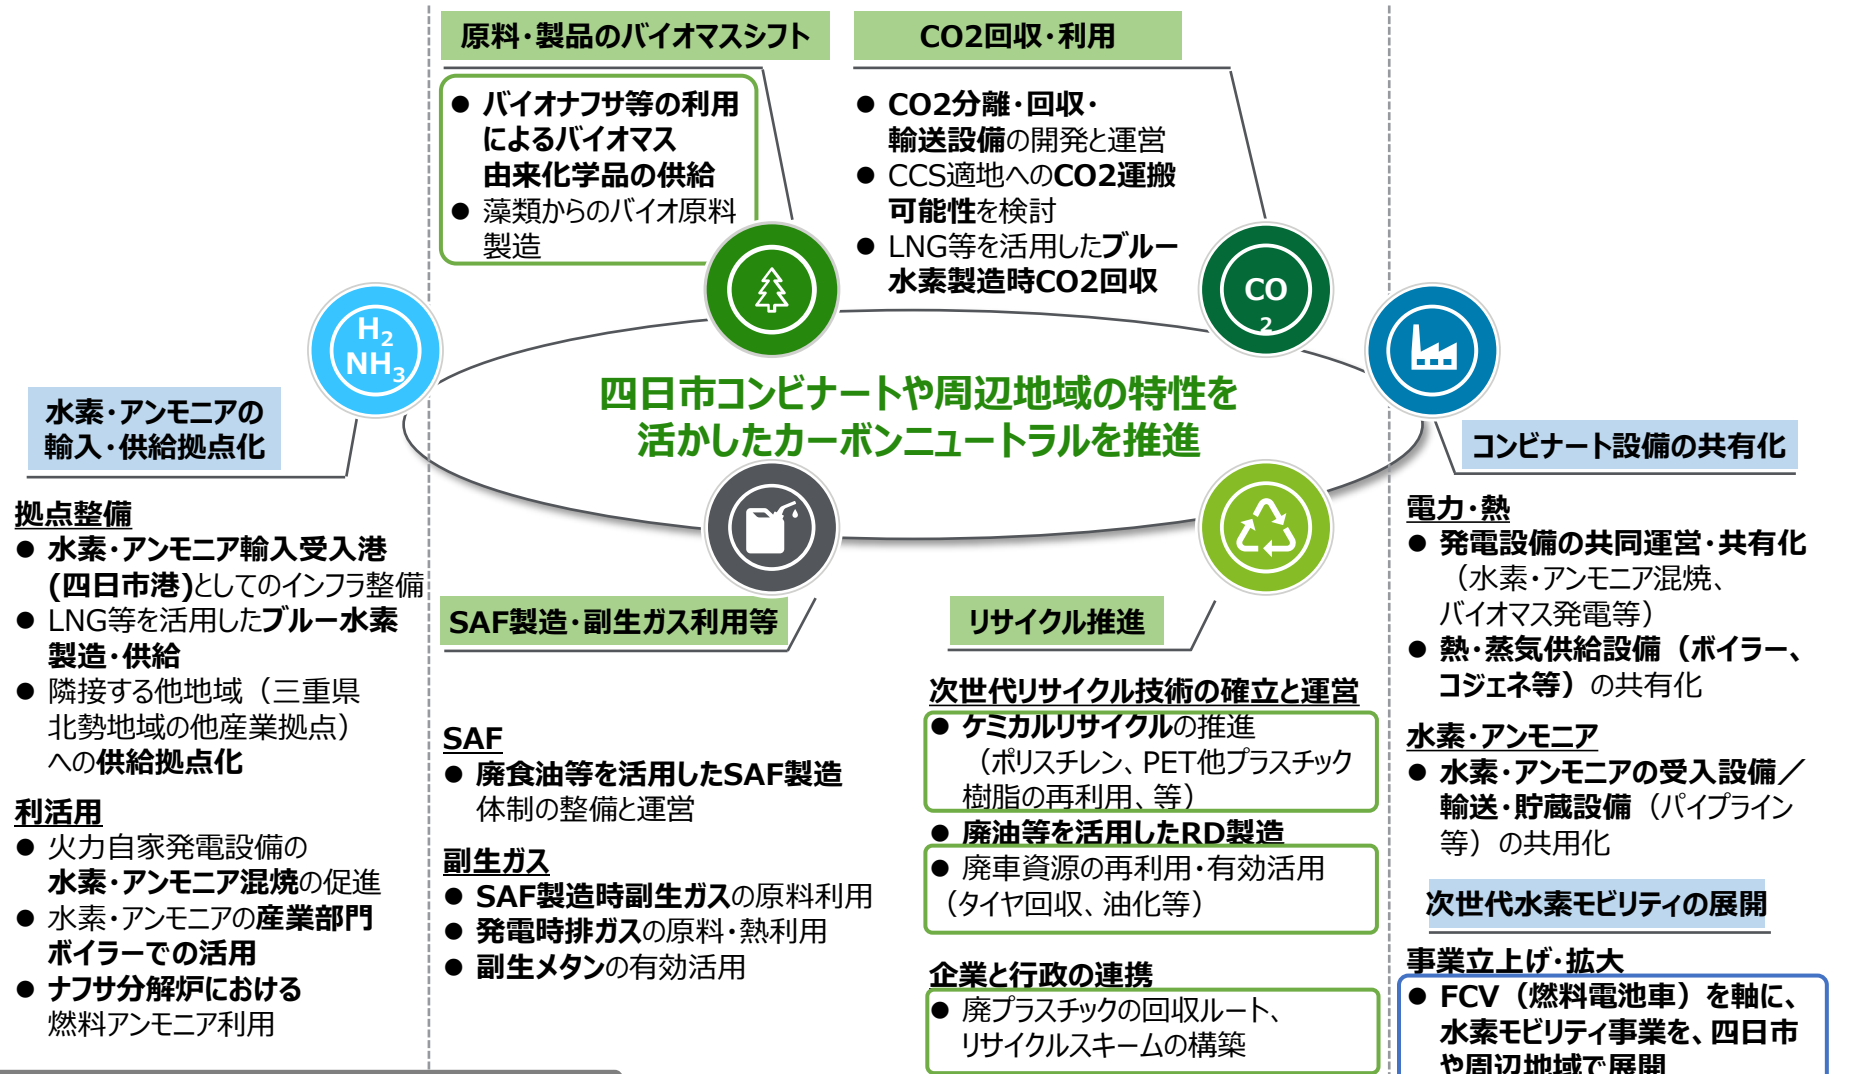 原料・製品のバイオマスシフト
● バイオナフサ等の利用
によるバイオマス
由来化学品の供給
● 藻類からのバイオ原料
製造
CO2回収・利用
● CO2分離・回収・
輸送設備の開発と運営
● CCS適地へのCO2運搬
可能性を検討
● LNG等を活用したブルー
水素製造時CO2回収
H2
NH3
CO
2
四日市コンビナートや周辺地域の特性を
活かしたカーボンニュートラルを推進
水素・アンモニアの
輸入・供給拠点化
拠点整備
● 水素・アンモニア輸入受入港
(四日市港)としてのインフラ整備
● LNG等を活用したブルー水素
製造・供給
● 隣接する他地域（三重県
北勢地域の他産業拠点）
への供給拠点化
利活用
● 火力自家発電設備の
水素・アンモニア混焼の促進
● 水素・アンモニアの産業部門
ボイラーでの活用
● ナフサ分解炉における
燃料アンモニア利用
SAF製造・副生ガス利用等
SAF
● 廃食油等を活用したSAF製造
体制の整備と運営
副生ガス
● SAF製造時副生ガスの原料利用
● 発電時排ガスの原料・熱利用
● 副生メタンの有効活用
リサイクル推進
次世代リサイクル技術の確立と運営
● ケミカルリサイクルの推進
（ポリスチレン、PET他プラスチック
樹脂の再利用、等）
● 廃油等を活用したRD製造
● 廃車資源の再利用・有効活用
（タイヤ回収、油化等）
企業と行政の連携
● 廃プラスチックの回収ルート、
リサイクルスキームの構築
コンビナート設備の共有化
電力・熱
● 発電設備の共同運営・共有化
（水素・アンモニア混焼、
バイオマス発電等）
● 熱・蒸気供給設備（ボイラー、
コジェネ等）の共有化
水素・アンモニア
● 水素・アンモニアの受入設備／
輸送・貯蔵設備（パイプライン
等）の共用化
次世代水素モビリティの展開
事業立上げ・拡大
● FCV（燃料電池車）を軸に、
水素モビリティ事業を、四日市
や周辺地域で展開